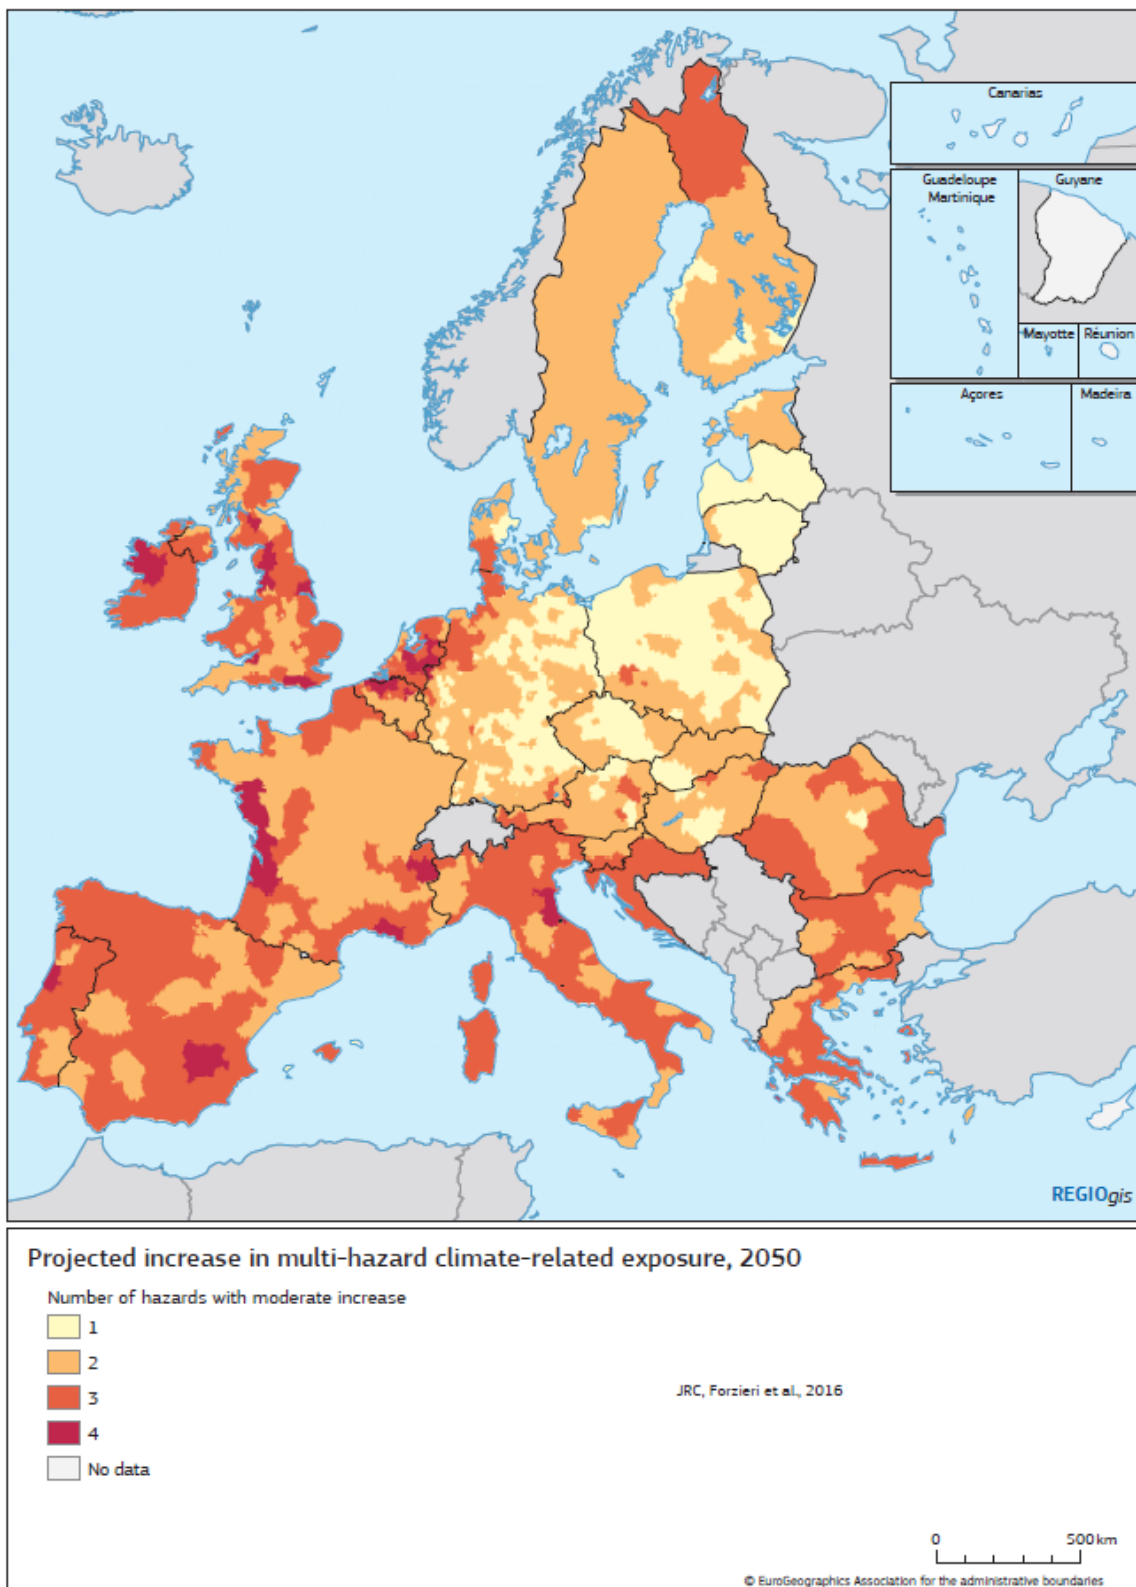 Canarias
Guadeloupe
Martinique
Guyane
Mayotte
Réunion
Açores
Madeira
REGIOgis
Projected increase in multi-hazard climate-related exposure, 2050
Number of hazards with moderate increase
1
2
3
4
No data
JRC, Forzieri et al., 2016
0 500 km
© EuroGeographics Association for the administrative boundaries